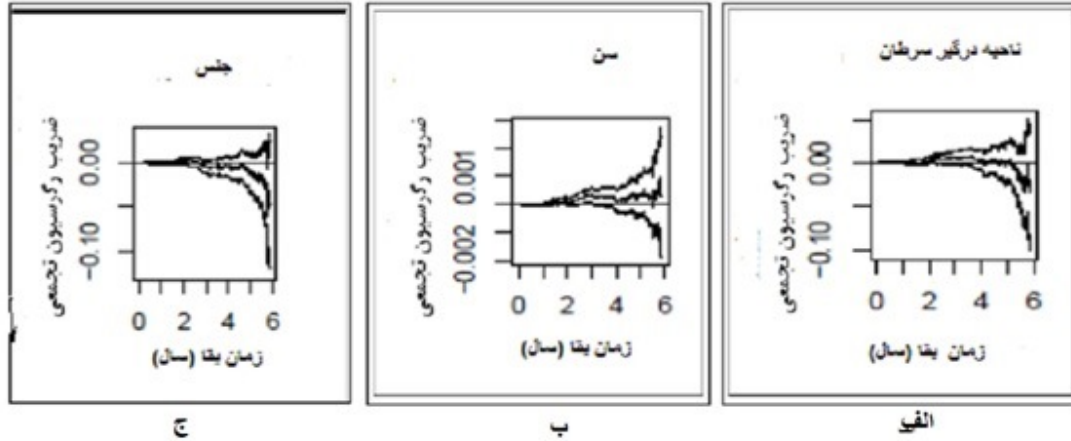 ناحیه درگیر سرطان
ضریب رگرسیون تجمعی
0.00
-0.10
0 2 4 6
زمان بقا (سال)
الف
سن
ضریب رگرسیون تجمعی
0.001
-0.002
0 2 4 6
زمان بقا (سال)
ب
جنس
ضریب رگرسیون تجمعی
0.00
-0.10
0 2 4 6
زمان بقا (سال)
ج